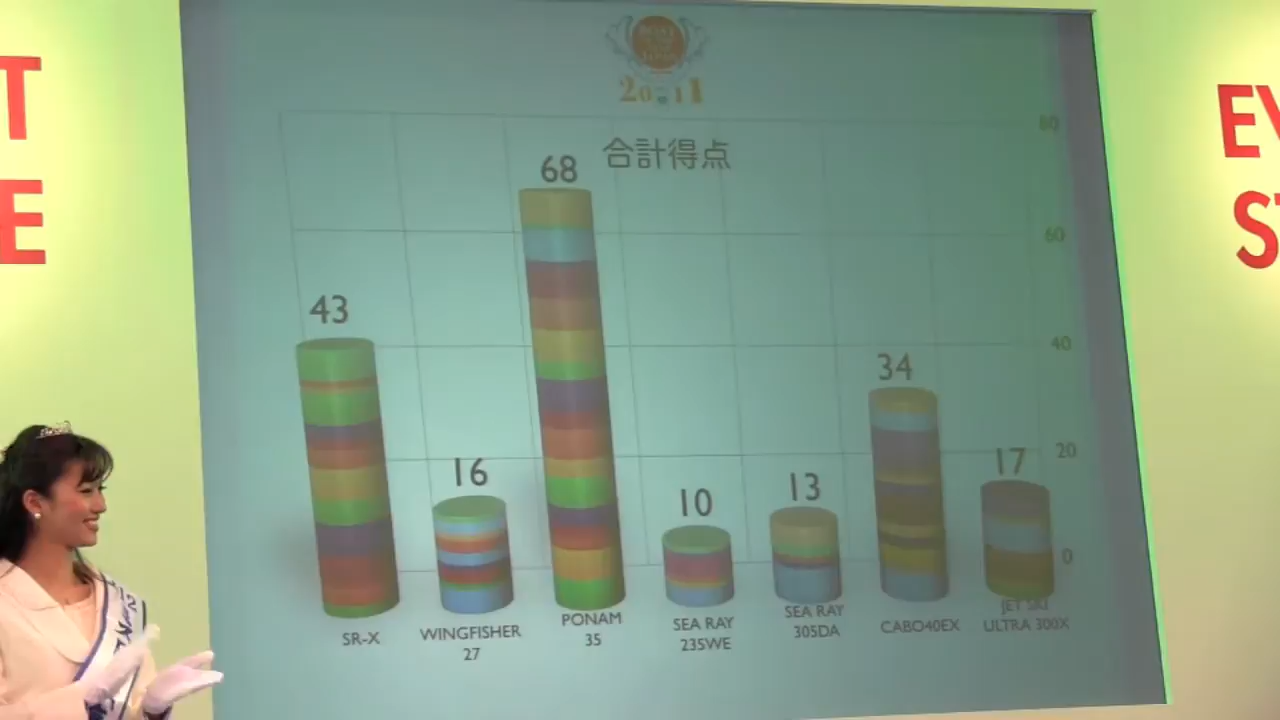 T
E
EV
ST
2011
合計得点
80
60
40
20
0
43
16
68
10
13
34
17
SR-X
WINGFISHER
27
PONAM
35
SEA RAY
235WE
SEA RAY
305DA
CABO40EX
JET SKI
ULTRA 300X